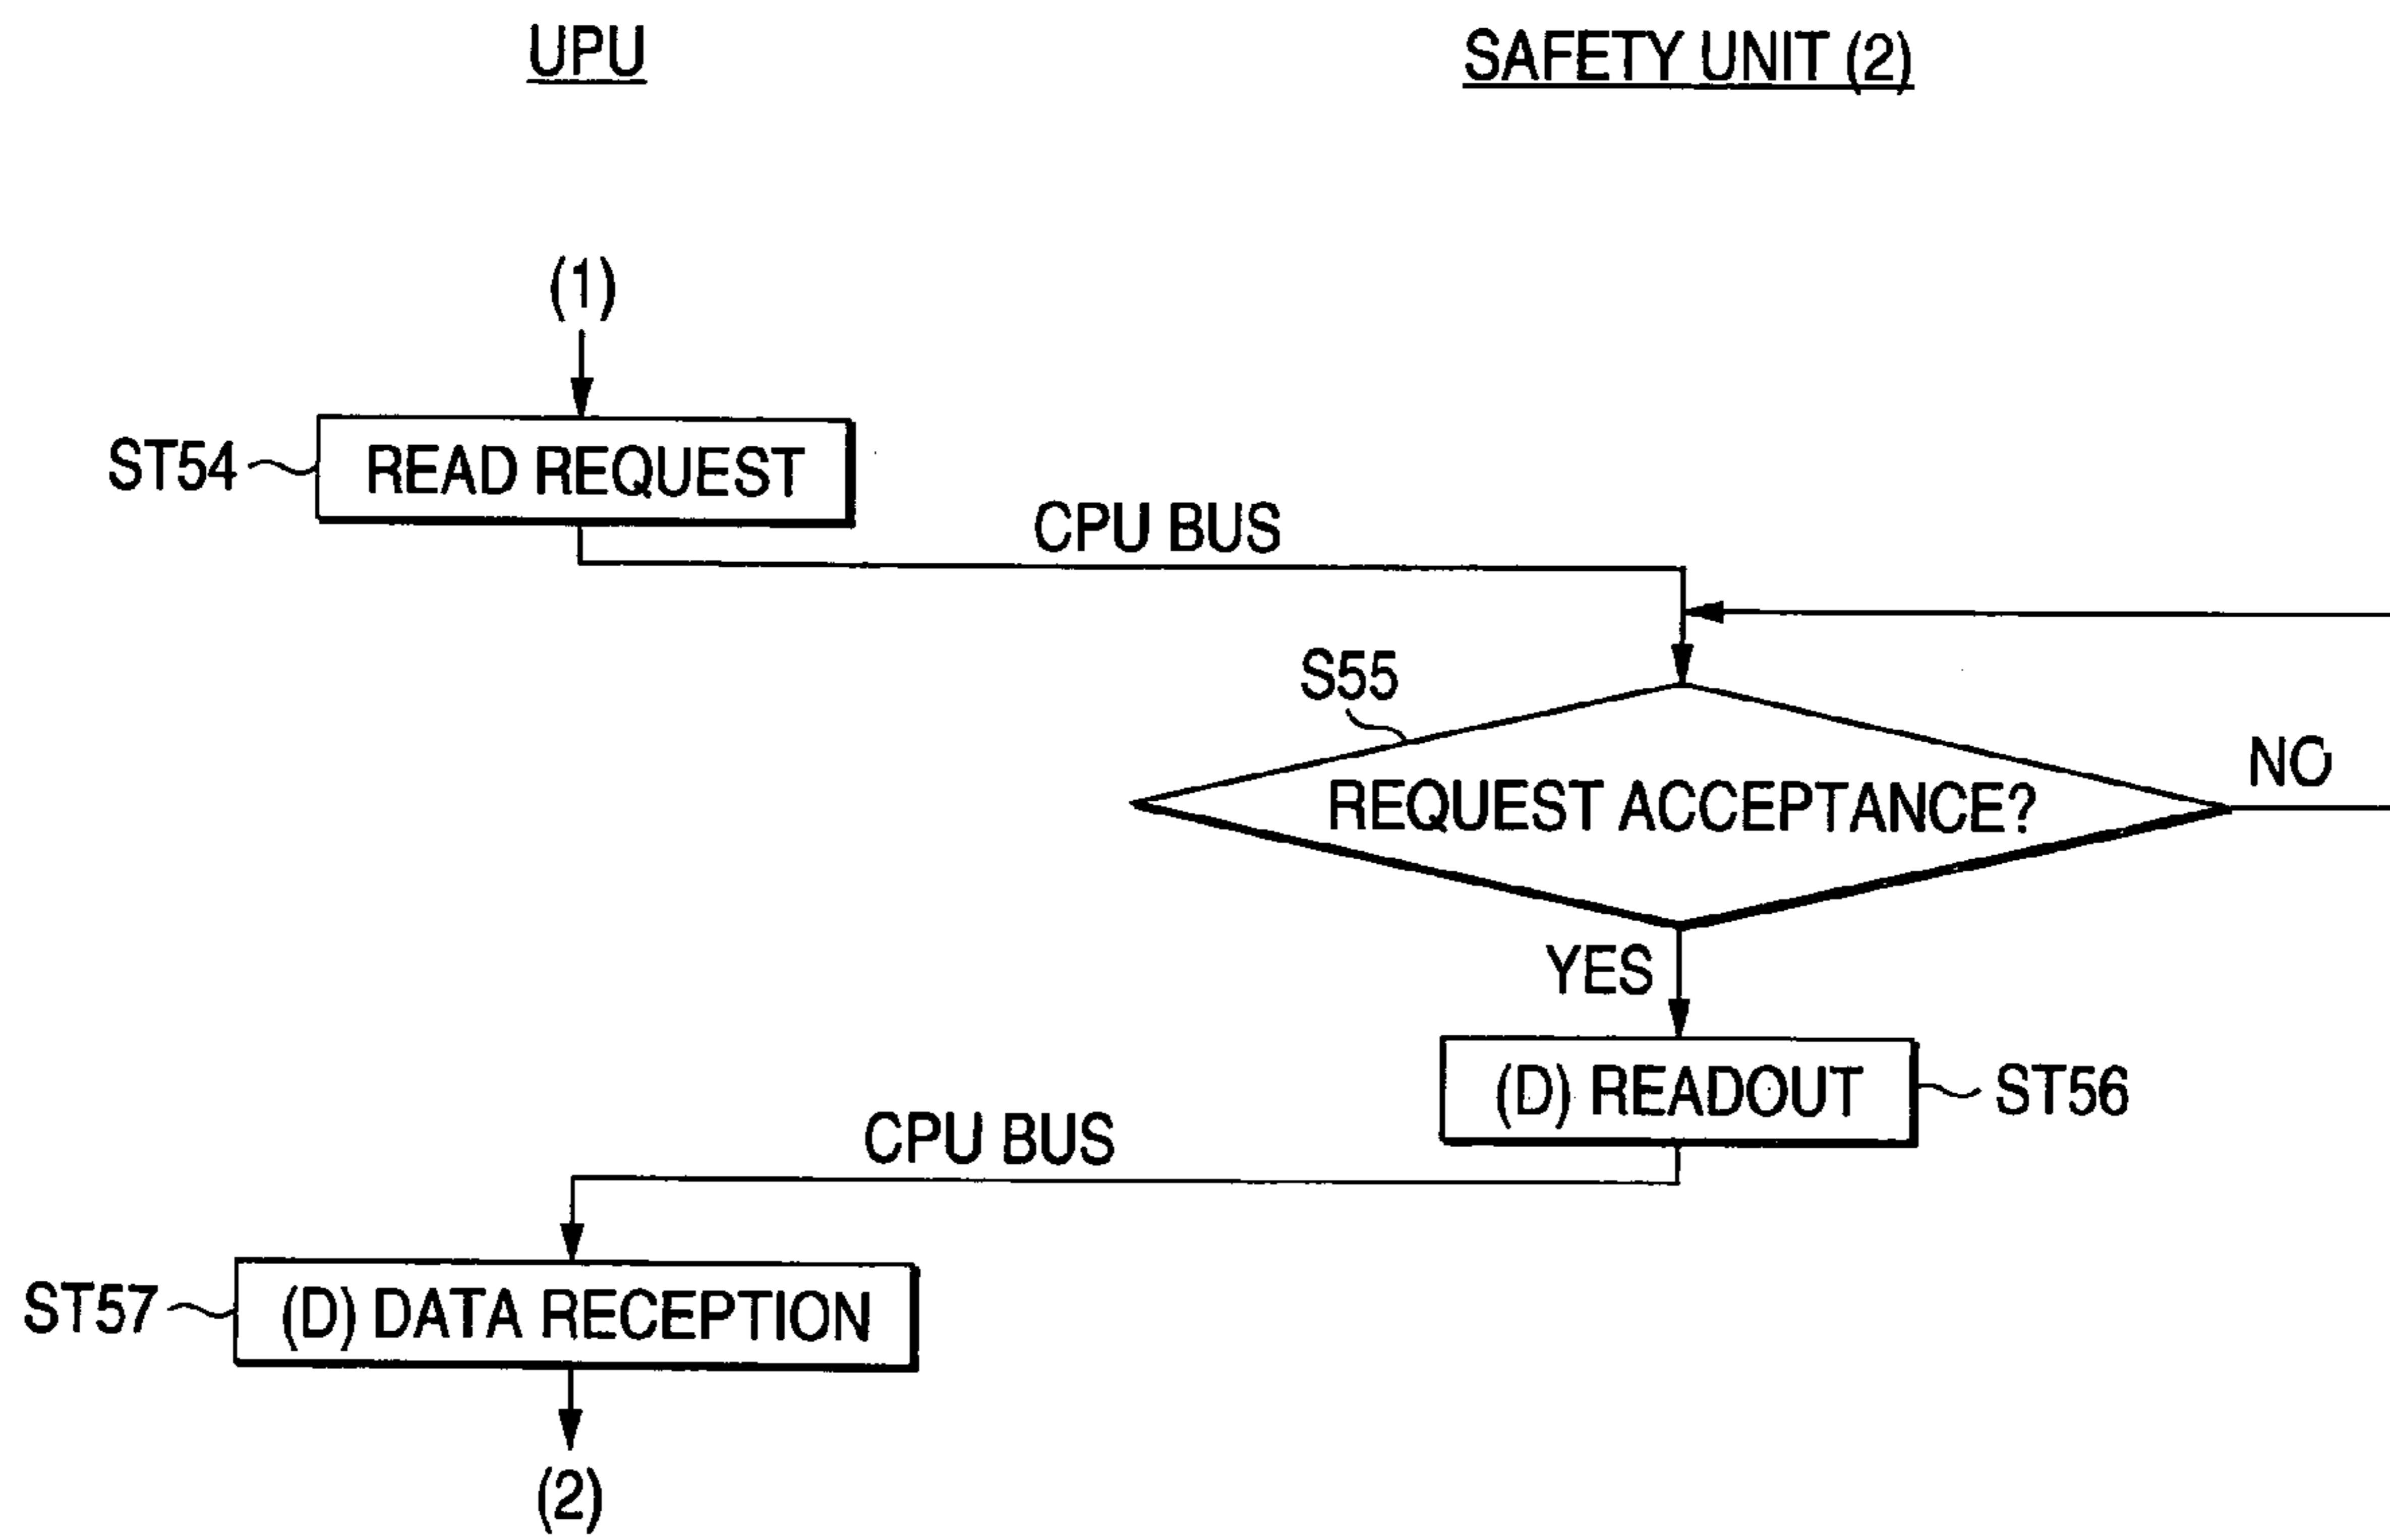 UPU
SAFETY UNIT (2)
(1)
ST54
READ REQUEST
CPU BUS
S55
REQUEST ACCEPTANCE?
NO
YES
(D) READOUT
ST56
CPU BUS
ST57
(D) DATA RECEPTION
(2)